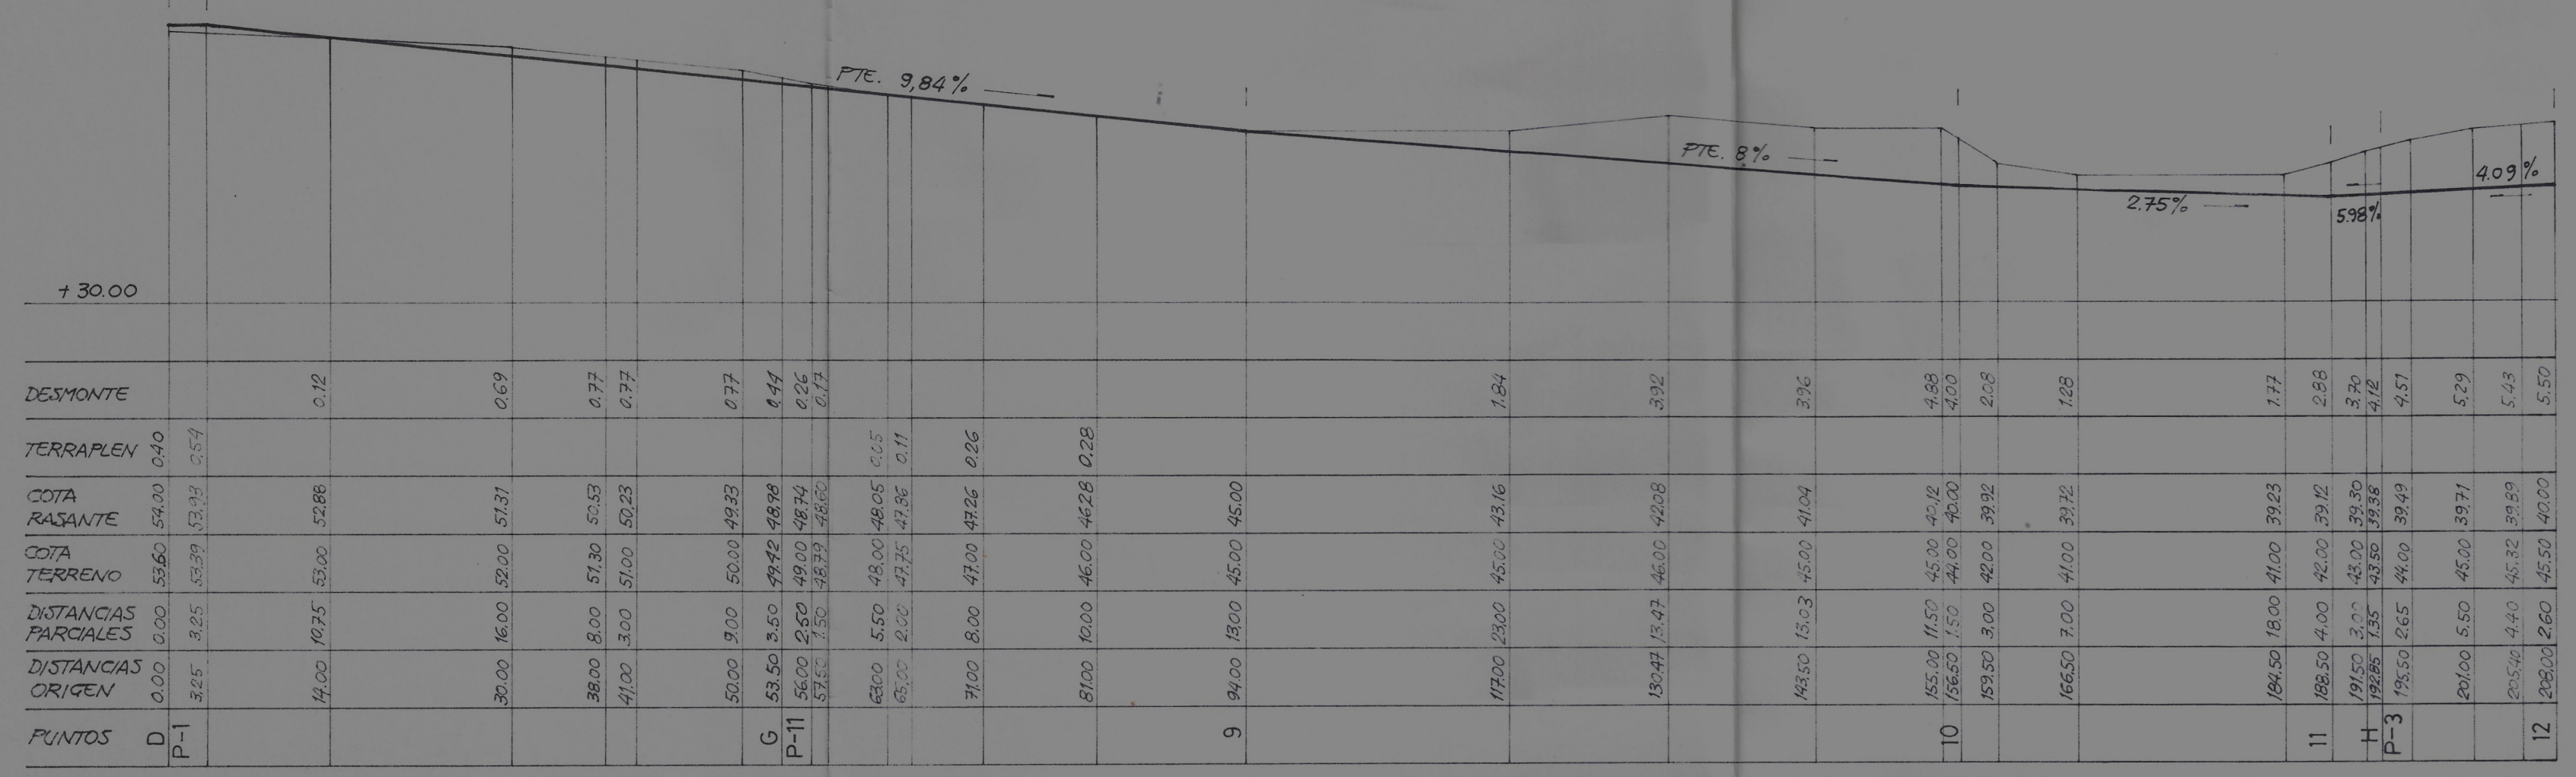 PTE. 9,84%
PTE. 8%
2.75%
5.98%
4.09%
+ 30.00
DESMONTE 0.12 0.69 0.77 0.77 0.77 0.44 0.26 0.17 1.84 3.92 3.96 4.88 4.00 2.08 1.28 1.77 2.88 3.70 4.12 4.51 5,29 5,43 5.50
TERRAPLEN 0.40 0.54 0.05 0.11 0.26 0.28
COTA
RASANTE 54.00 53.93 52.88 51.31 50.53 50.23 49.33 48.98 48.74 48.60 48.05 47.86 47.26 46.28 45.00 43.16 42.08 41.04 40.12 40.00 39.92 39.72 39.23 39.12 39.30 39.38 39.49 39.71 39.89 40.00
COTA
TERRENO 53.60 53.39 53.00 52.00 51.30 51.00 50.00 49.42 49.00 48.79 48.00 47.75 47.00 46.00 45.00 45.00 46.00 45.00 45.00 44.00 42.00 41.00 41.00 42.00 43.00 43.50 44.00 45.00 45.32 45.50
DISTANCIAS
PARCIALES 0.00 3.25 10.75 16.00 8.00 3.00 9.00 3.50 2.50 1.50 5.50 2.00 8.00 10.00 13.00 23.00 13.47 13.03 11.50 1.50 3.00 7.00 18.00 4.00 3.00 1.35 2.65 5.50 4.40 2.60
DISTANCIAS
ORIGEN 0.00 3.25 14.00 30.00 38.00 41.00 50.00 53.50 56.00 57.50 63.00 65.00 71.00 81.00 94.00 117.00 130.47 143.50 155.00 156.50 159.50 166.50 184.50 188.50 191.50 192.85 195.50 201.00 205.40 208.00
PUNTOS D P-1 G P-11 9 10 11 H P-3 12